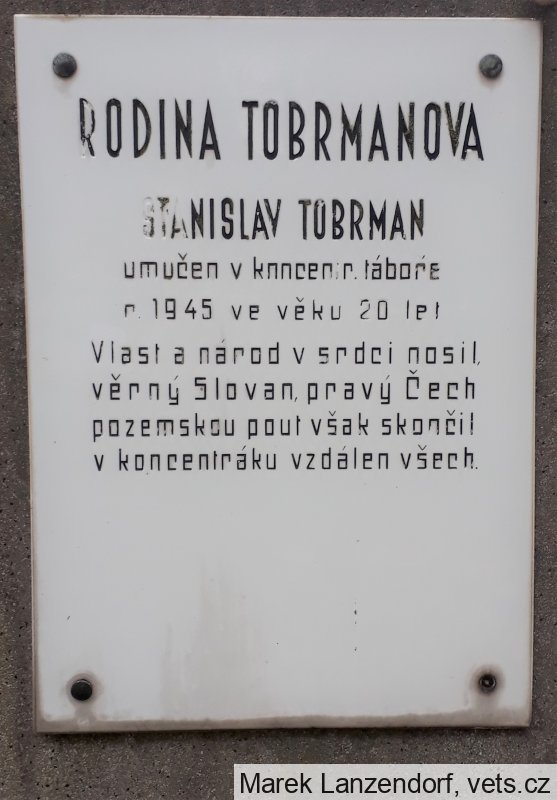 RODINA TOBRMANOVA
STANISLAV TOBRMAN
umučen v koncentr. táboře
r. 1945 ve věku 20 let
Vlast a národ v srdci nosil,
věrný Slovan, pravý Čech
pozemskou pout však skončil
v koncentráku vzdálen všech.
Marek Lanzendorf, vets.cz